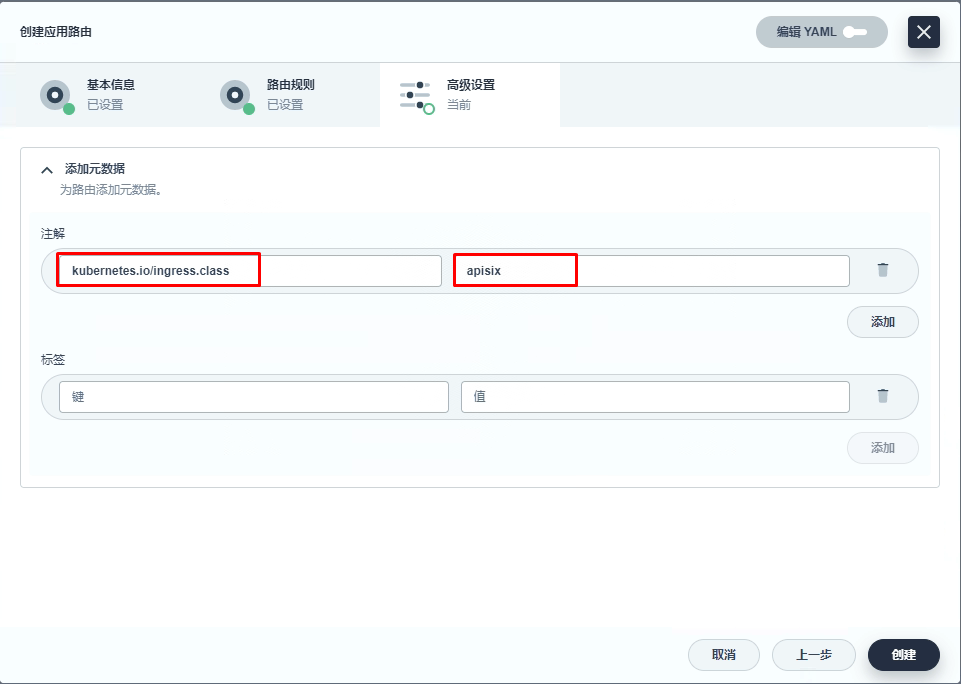 创建应用路由
编辑 YAML
基本信息
已设置
路由规则
已设置
高级设置
当前
添加元数据
为路由添加元数据。
注解
kubernetes.io/ingress.class
apisix
添加
标签
键
值
添加
取消
上一步
创建